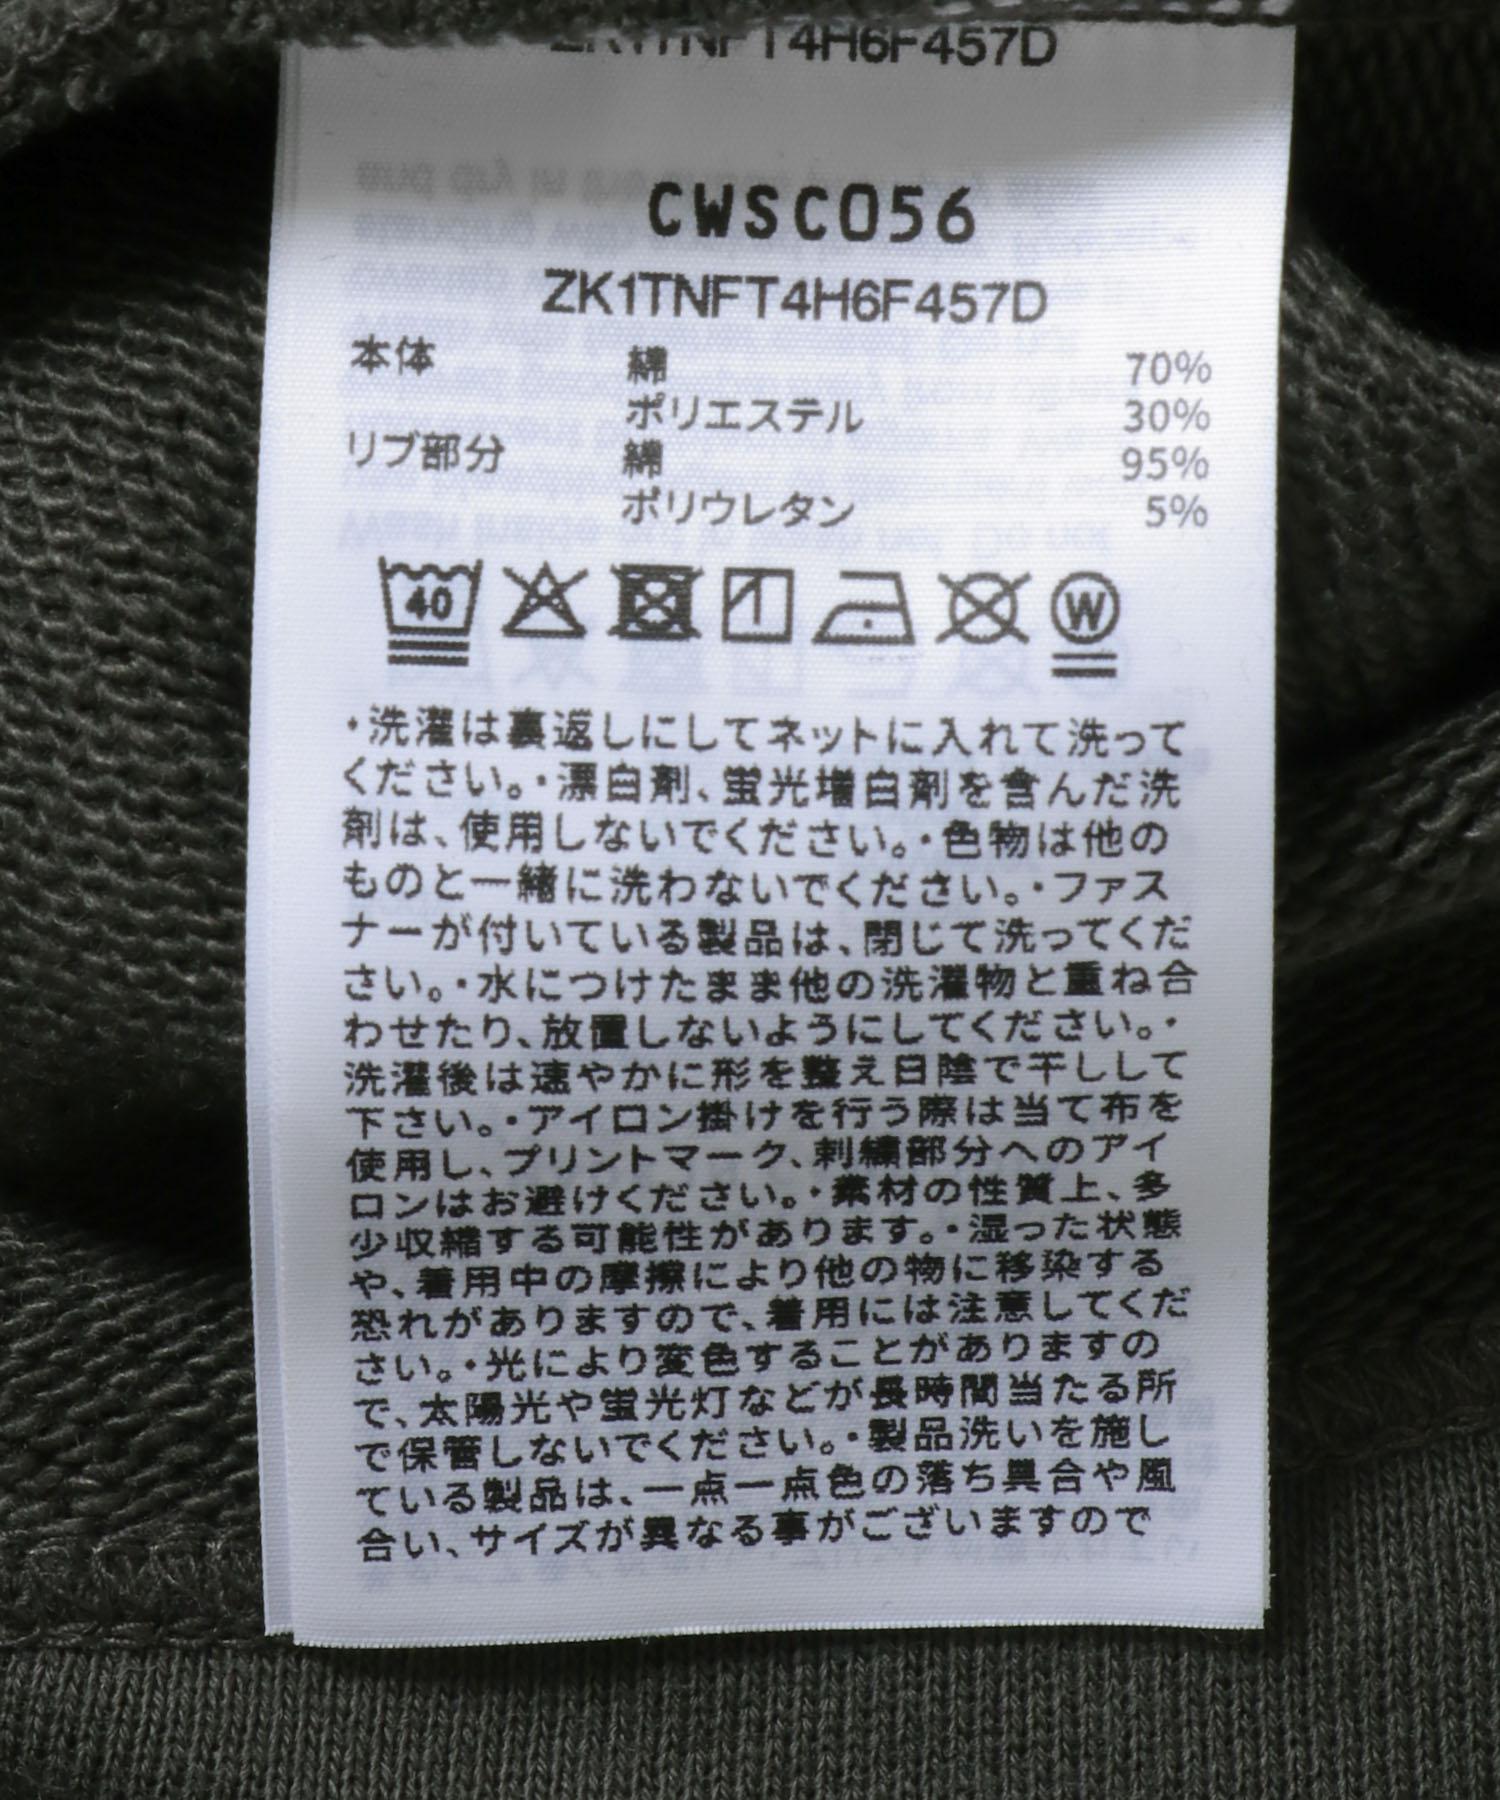 ZK1TNFT4H6F457D
CWSC056
ZK1TNFT4H6F457D
本体 綿 70%
ポリエステル 30%
リブ部分 綿 95%
ポリウレタン 5%
40 W
・洗濯は裏返しにしてネットに入れて洗って
ください。・漂白剤、蛍光増白剤を含んだ洗
剤は、使用しないでください。・色物は他の
ものと一緒に洗わないでください。・ファス
ナーが付いている製品は、閉じて洗ってくだ
さい。・水につけたまま他の洗濯物と重ね合
わせたり、放置しないようにしてください。・
洗濯後は速やかに形を整え日陰で干しして
下さい。・アイロン掛けを行う際は当て布を
使用し、プリントマーク、刺繍部分へのアイ
ロンはお避けください。・素材の性質上、多
少収縮する可能性があります。・湿った状態
や、着用中の摩擦により他の物に移染する
恐れがありますので、着用には注意してくだ
さい。・光により変色することがありますの
で、太陽光や蛍光灯などが長時間当たる所
で保管しないでください。・製品洗いを施し
ている製品は、一点一点色の落ち具合や風
合い、サイズが異なる事がございますので